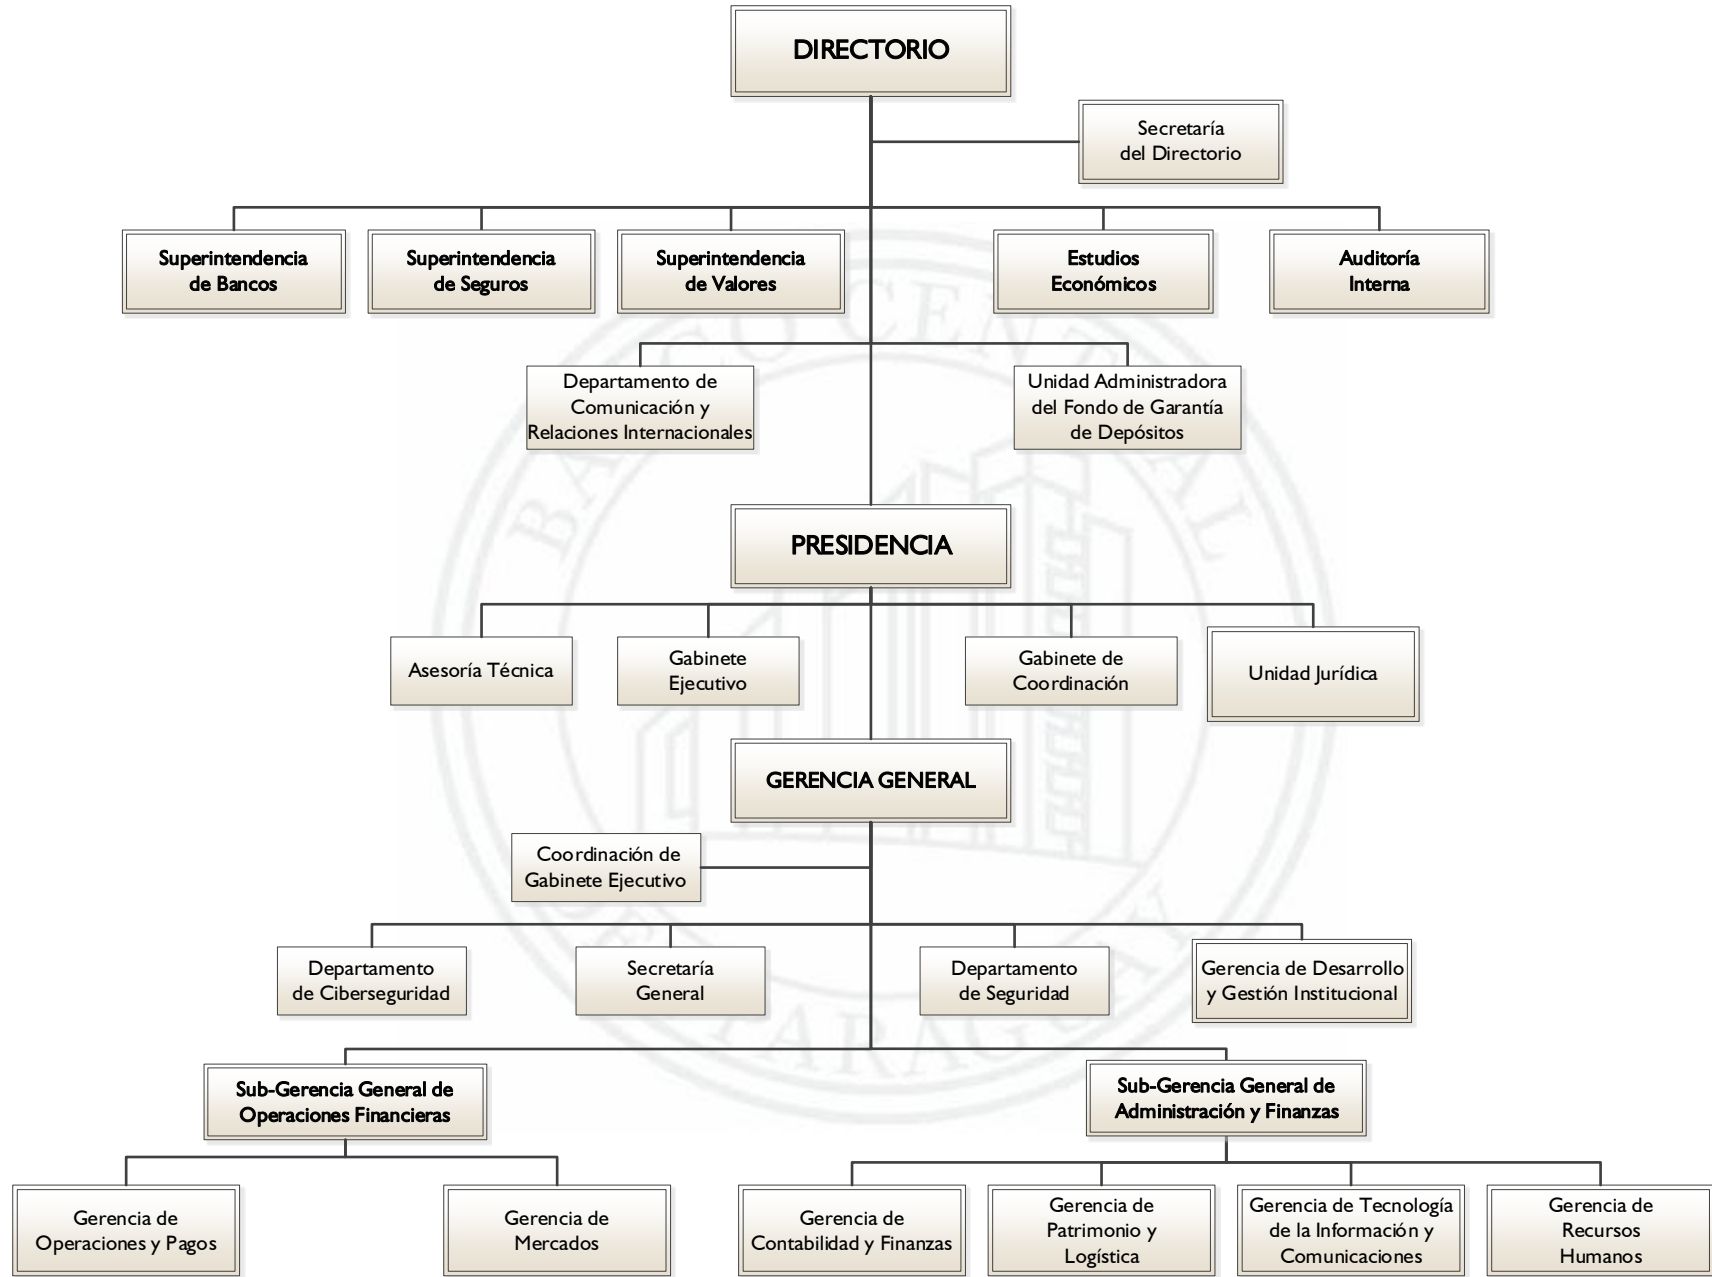 DIRECTORIO
Secretaría
del Directorio
Superintendencia
de Bancos
Superintendencia
de Seguros
Superintendencia
de Valores
Estudios
Económicos
Auditoría
Interna
Departamento de
Comunicación y
Relaciones Internacionales
Unidad Administradora
del Fondo de Garantía
de Depósitos
PRESIDENCIA
Asesoría Técnica
Gabinete
Ejecutivo
Gabinete de
Coordinación
Unidad Jurídica
GERENCIA GENERAL
Coordinación de
Gabinete Ejecutivo
Departamento
de Ciberseguridad
Secretaría
General
Departamento
de Seguridad
Gerencia de Desarrollo
y Gestión Institucional
Sub-Gerencia General de
Operaciones Financieras
Sub-Gerencia General de
Administración y Finanzas
Gerencia de
Operaciones y Pagos
Gerencia de
Mercados
Gerencia de
Contabilidad y Finanzas
Gerencia de
Patrimonio y
Logística
Gerencia de Tecnología
de la Información y
Comunicaciones
Gerencia de
Recursos
Humanos
BANCO CENTRAL
DEL PARAGUAY